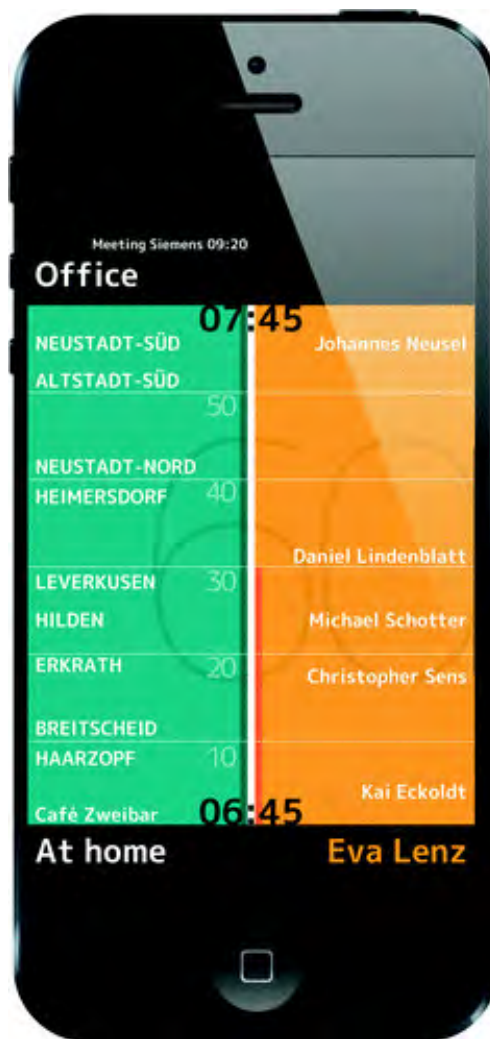 Meeting Siemens 09:20
Office
07:45
NEUSTADT-SÜD
Johannes Neusel
ALTSTADT-SÜD
50
NEUSTADT-NORD
HEIMERSDORF
40
Daniel Lindenblatt
LEVERKUSEN
30
HILDEN
Michael Schotter
ERKRATH
20
Christopher Sens
BREITSCHEID
HAARZOPF
10
Kai Eckoldt
Café Zweibar
06:45
At home
Eva Lenz